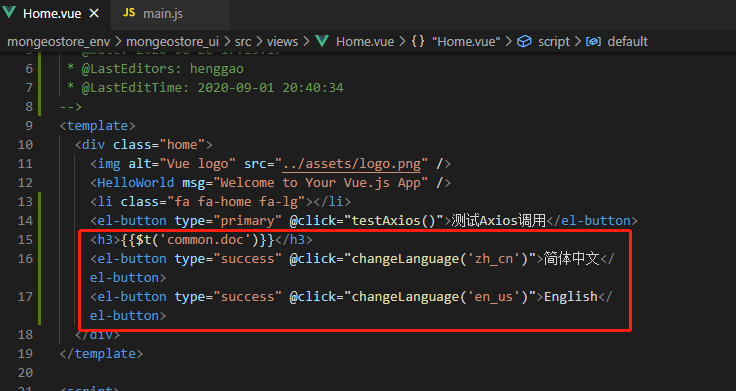 Home.vue × main.js
mongeostore_env > mongeostore_ui > src > views > Home.vue > {} "Home.vue" > script > default
6 * @LastEditors: henggao
7 * @LastEditTime: 2020-09-01 20:40:34
8 -->
9 <template>
10 <div class="home">
11 <img alt="Vue logo" src="../assets/logo.png" />
12 <HelloWorld msg="Welcome to Your Vue.js App" />
13 <li class="fa fa-home fa-lg"></li>
14 <el-button type="primary" @click="testAxios()">测试Axios调用</el-button>
15 <h3>{{$t('common.doc')}}</h3>
16 <el-button type="success" @click="changeLanguage('zh_cn')">简体中文</
el-button>
17 <el-button type="success" @click="changeLanguage('en_us')">English</
el-button>
18 </div>
19 </template>
20